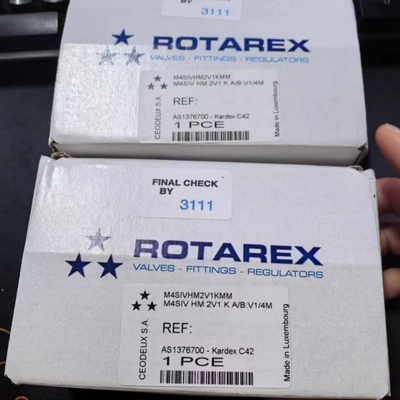 FINAL CHECK
BY
3111
ROTAREX
VALVES - FITTINGS - REGULATORS
M4SIVHM2V1KMM
M4SIV HM 2V1 K A/B:V1/4M
REF:
AS1376700 - Kardex C42
1 PCE
CEODEUX S.A.
Made in Luxembourg
FINAL CHECK
BY
3111
ROTAREX
VALVES - FITTINGS - REGULATORS
M4SIVHM2V1KMM
M4SIV HM 2V1 K A/B:V1/4M
REF:
AS1376700 - Kardex C42
1 PCE
CEODEUX S.A.
Made in Luxembourg